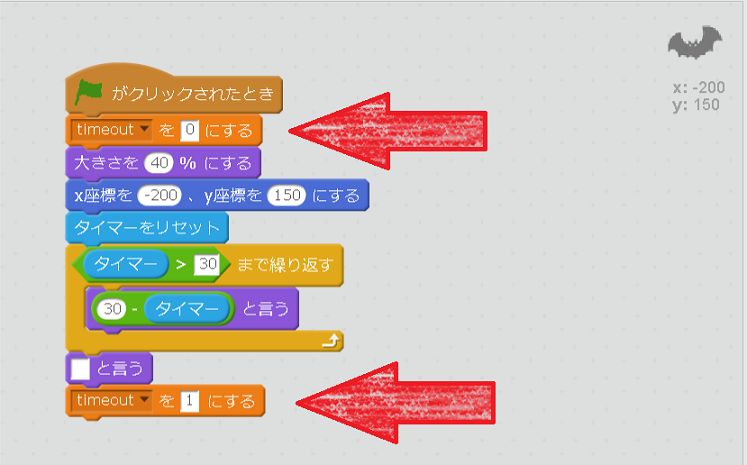 x: -200
y: 150
がクリックされたとき
timeout を 0 にする
大きさを 40 % にする
x座標を -200 、y座標を 150 にする
タイマーをリセット
タイマー > 30 まで繰り返す
30 - タイマー と言う
と言う
timeout を 1 にする